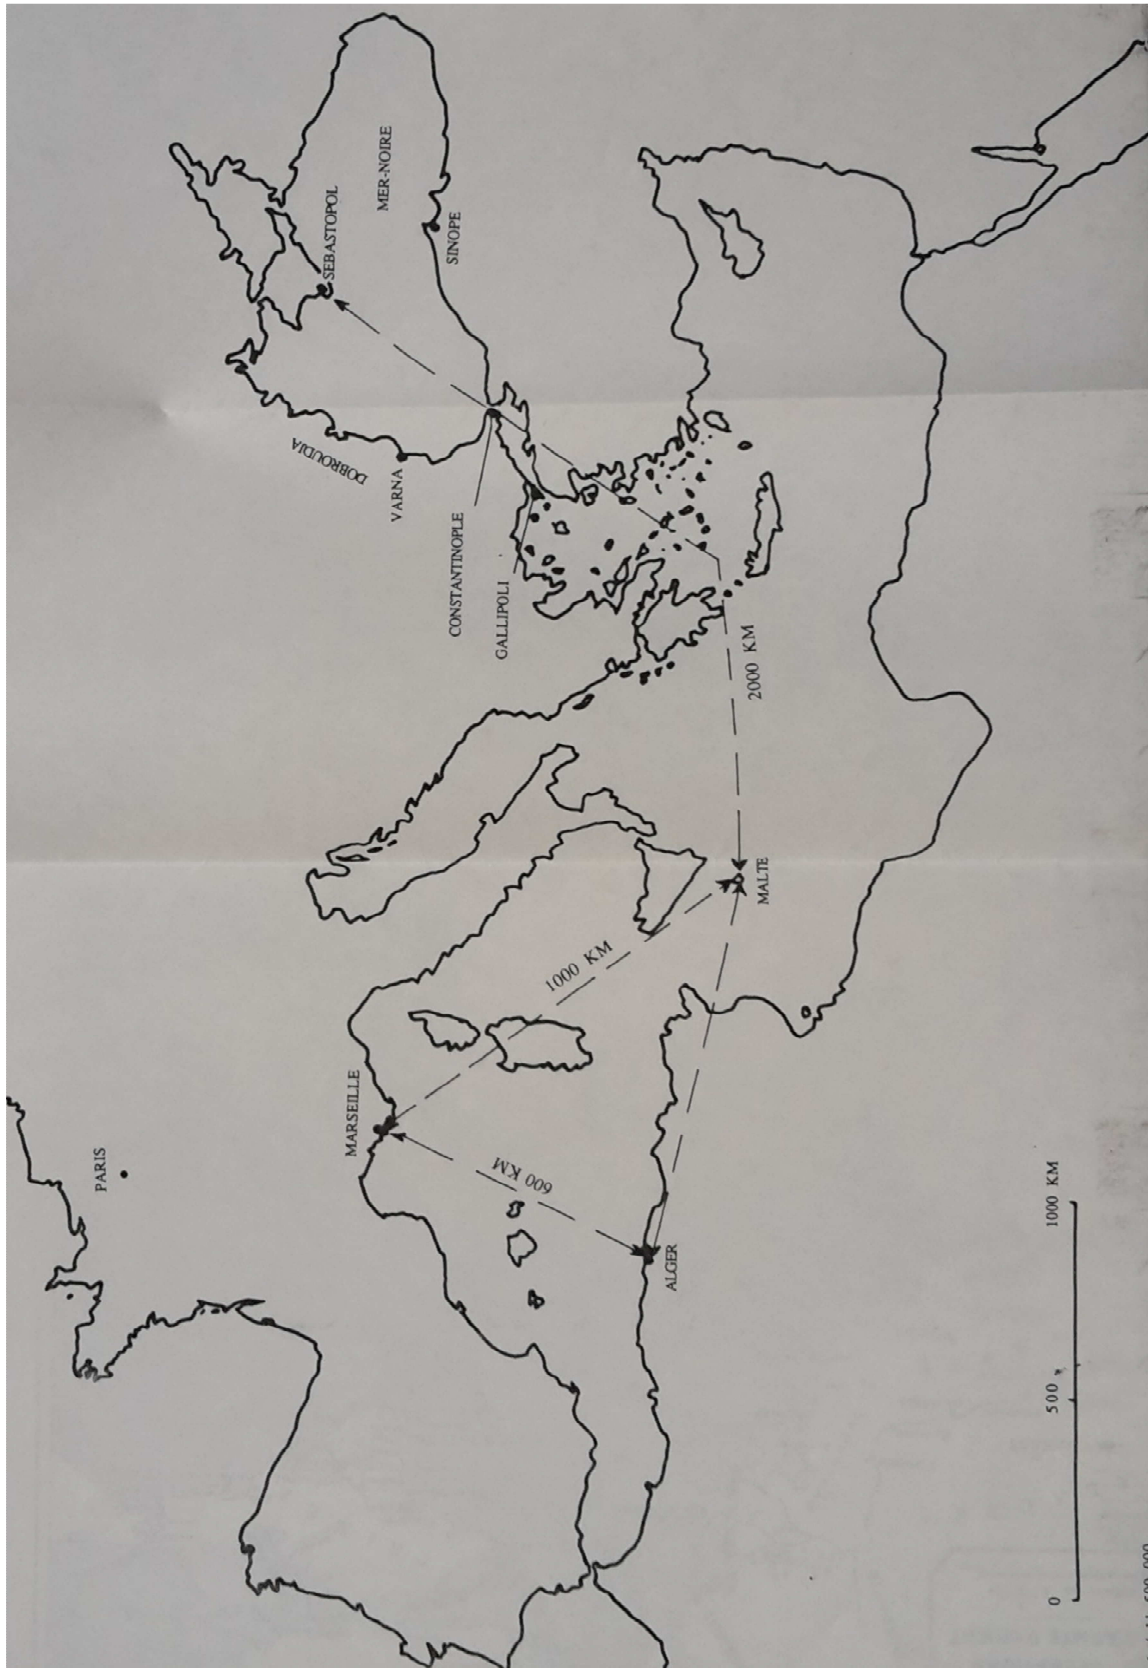 PARIS
MARSEILLE
1000 KM
600 KM
ALGER
MALTE
2000 KM
DOBROUDJA
VARNA
CONSTANTINOPLE
GALLIPOLI
SEBASTOPOL
MER-NOIRE
SINOPE
0
500
1000 KM